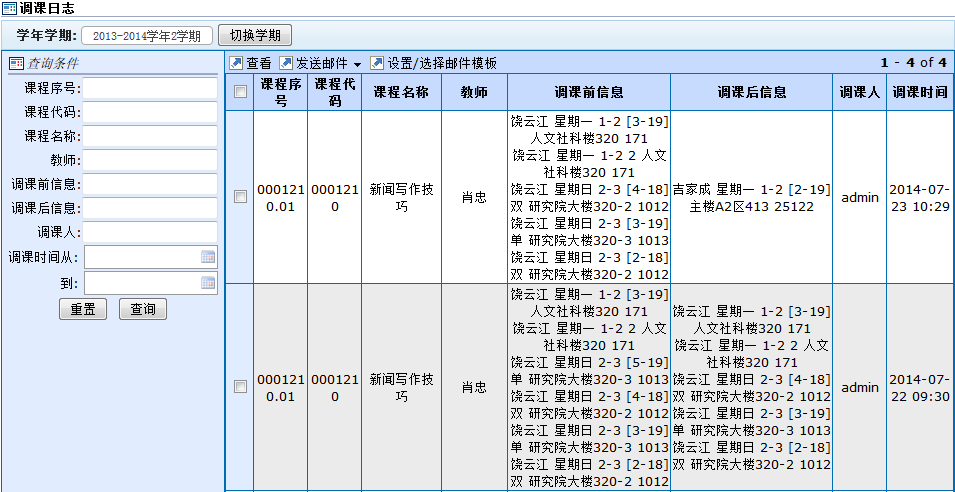 调课日志
学年学期: 2013-2014学年2学期 切换学期
查询条件
课程序号:
课程代码:
课程名称:
教师:
调课前信息:
调课后信息:
调课人:
调课时间从:
到:
重置 查询
查看 发送邮件 设置/选择邮件模板 1 - 4 of 4
课程序号 课程代码 课程名称 教师 调课前信息 调课后信息 调课人 调课时间
0001210.01
0001210
新闻写作技巧
肖忠
饶云江 星期一 1-2 [3-19]
人文社科楼320 171
饶云江 星期一 1-2 2 人文
社科楼320 171
饶云江 星期日 2-3 [4-18]
双 研究院大楼320-2 1012
饶云江 星期日 2-3 [3-19]
单 研究院大楼320-3 1013
饶云江 星期日 2-3 [2-18]
双 研究院大楼320-2 1012
吉家成 星期一 1-2 [2-19]
主楼A2区413 25122
admin
2014-07-
23 10:29
0001210.01
0001210
新闻写作技巧
肖忠
饶云江 星期一 1-2 [3-19]
人文社科楼320 171
饶云江 星期一 1-2 2 人文
社科楼320 171
饶云江 星期日 2-3 [5-19]
单 研究院大楼320-3 1013
饶云江 星期日 2-3 [4-18]
双 研究院大楼320-2 1012
饶云江 星期日 2-3 [3-19]
单 研究院大楼320-3 1013
饶云江 星期日 2-3 [2-18]
双 研究院大楼320-2 1012
饶云江 星期一 1-2 [3-19]
人文社科楼320 171
饶云江 星期一 1-2 2 人文
社科楼320 171
饶云江 星期日 2-3 [4-18]
双 研究院大楼320-2 1012
饶云江 星期日 2-3 [3-19]
单 研究院大楼320-3 1013
饶云江 星期日 2-3 [2-18]
双 研究院大楼320-2 1012
admin
2014-07-
22 09:30